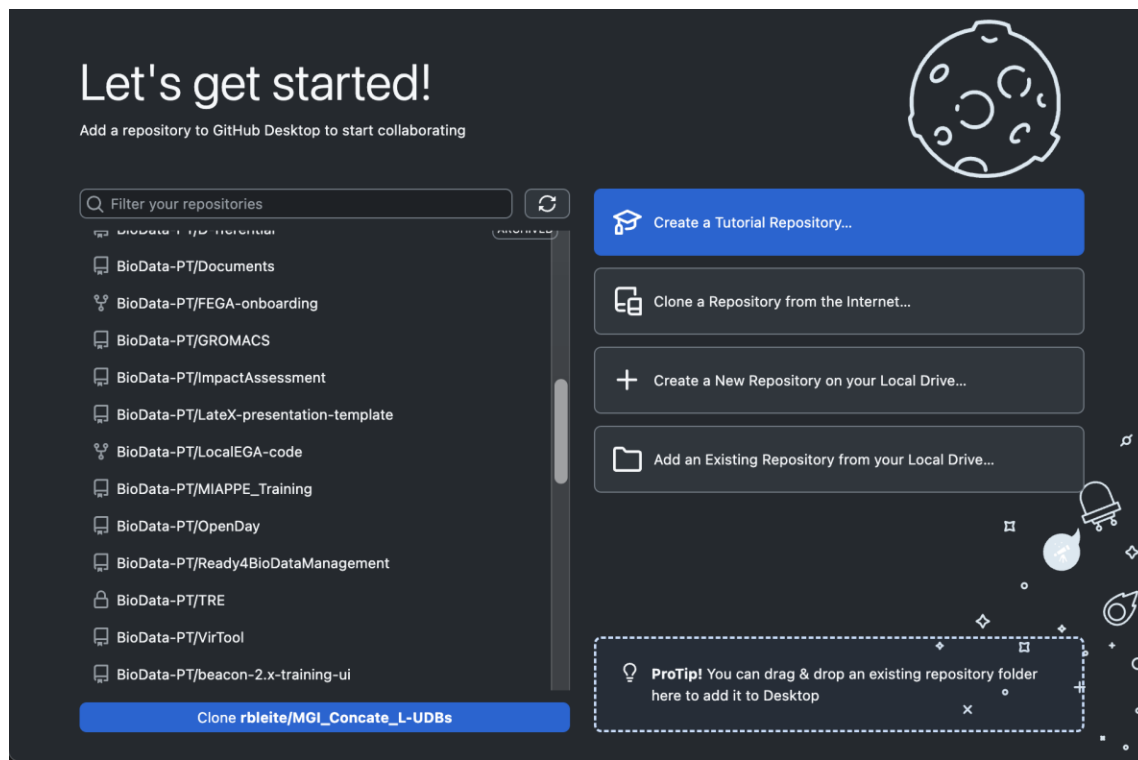 Let's get started!
Add a repository to GitHub Desktop to start collaborating
Filter your repositories
ARCHIVED
BioData-PT/Documents
BioData-PT/FEGA-onboarding
BioData-PT/GROMACS
BioData-PT/ImpactAssessment
BioData-PT/LateX-presentation-template
BioData-PT/LocalEGA-code
BioData-PT/MIAPPE_Training
BioData-PT/OpenDay
BioData-PT/Ready4BioDataManagement
BioData-PT/TRE
BioData-PT/VirTool
BioData-PT/beacon-2.x-training-ui
Clone rbleite/MGI_Concate_L-UDBs
Create a Tutorial Repository...
Clone a Repository from the Internet...
Create a New Repository on your Local Drive...
Add an Existing Repository from your Local Drive...
ProTip! You can drag & drop an existing repository folder
here to add it to Desktop